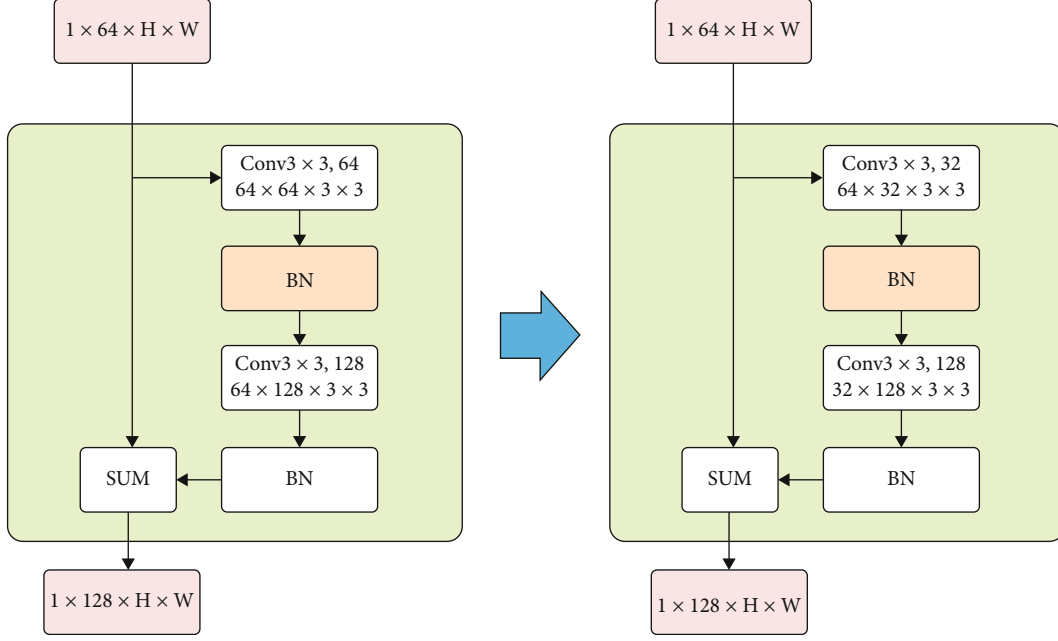 1 × 64 × H × W
Conv3 × 3, 64
64 × 64 × 3 × 3
BN
Conv3 × 3, 128
64 × 128 × 3 × 3
SUM
BN
1 × 128 × H × W
1 × 64 × H × W
Conv3 × 3, 32
64 × 32 × 3 × 3
BN
Conv3 × 3, 128
32 × 128 × 3 × 3
SUM
BN
1 × 128 × H × W